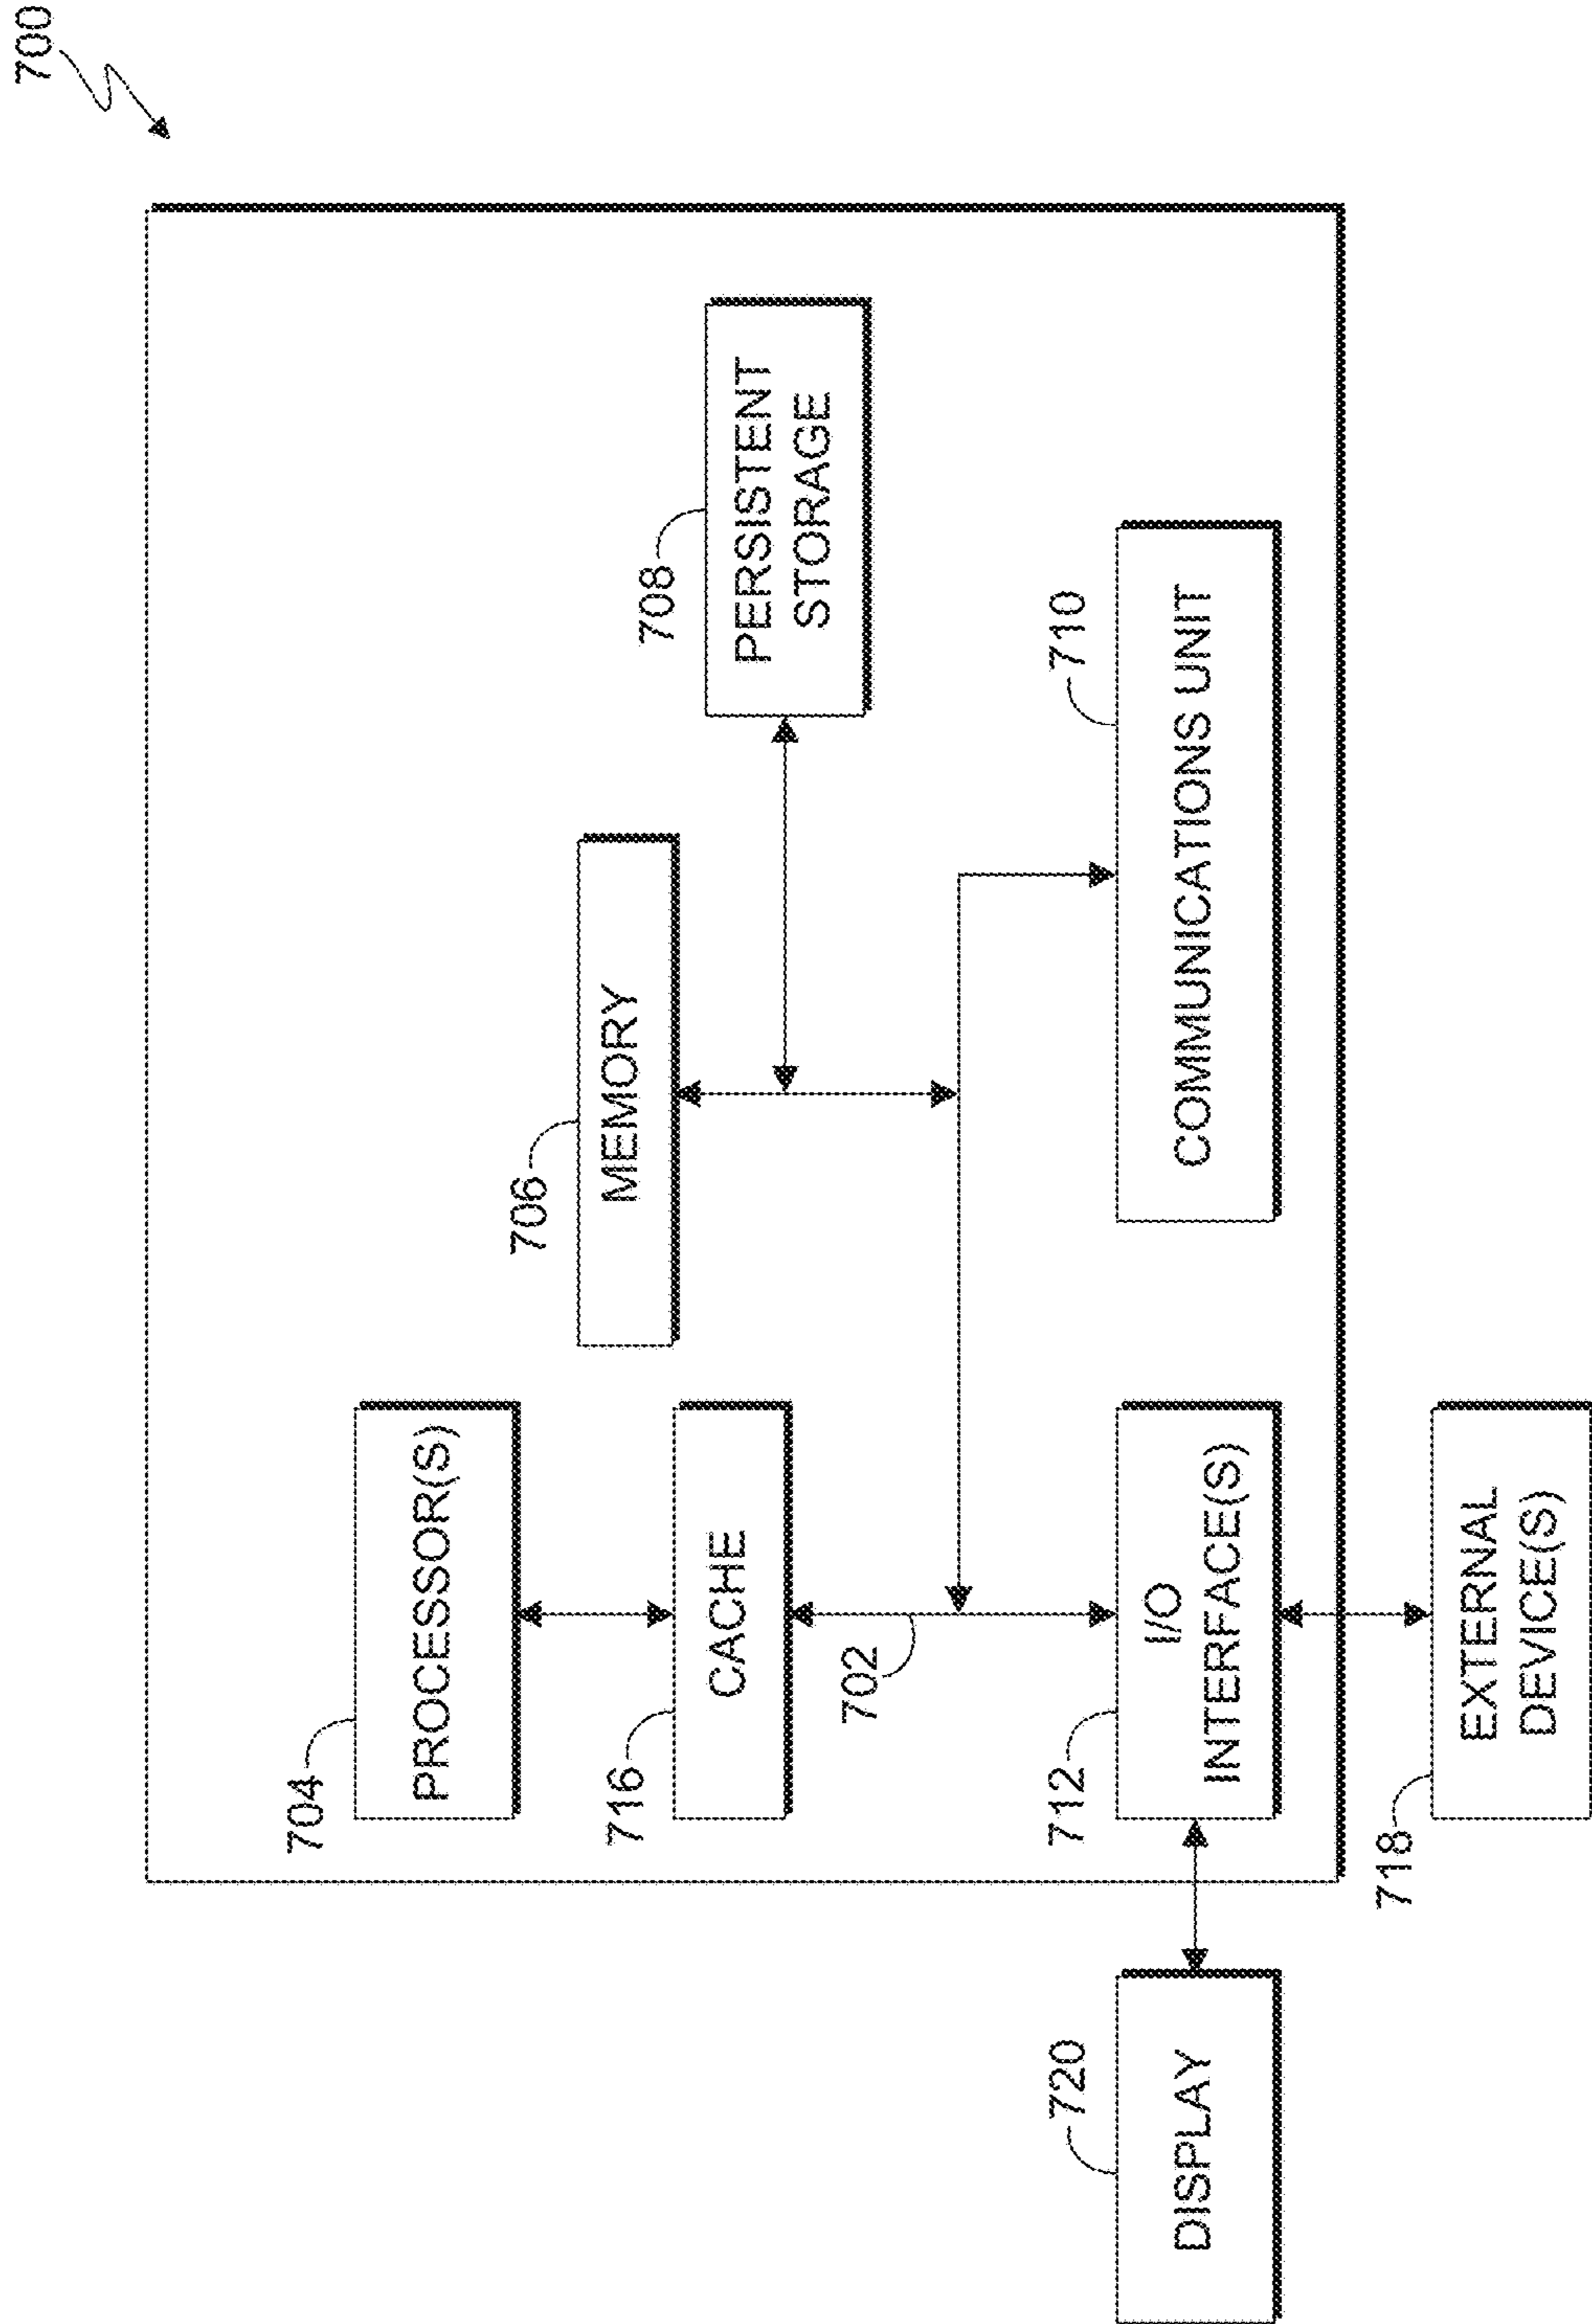 700
704
PROCESSOR(S)
716
CACHE
702
706
MEMORY
708
PERSISTENT
STORAGE
720
DISPLAY
712
I/O
INTERFACE(S)
710
COMMUNICATIONS UNIT
718
EXTERNAL
DEVICE(S)